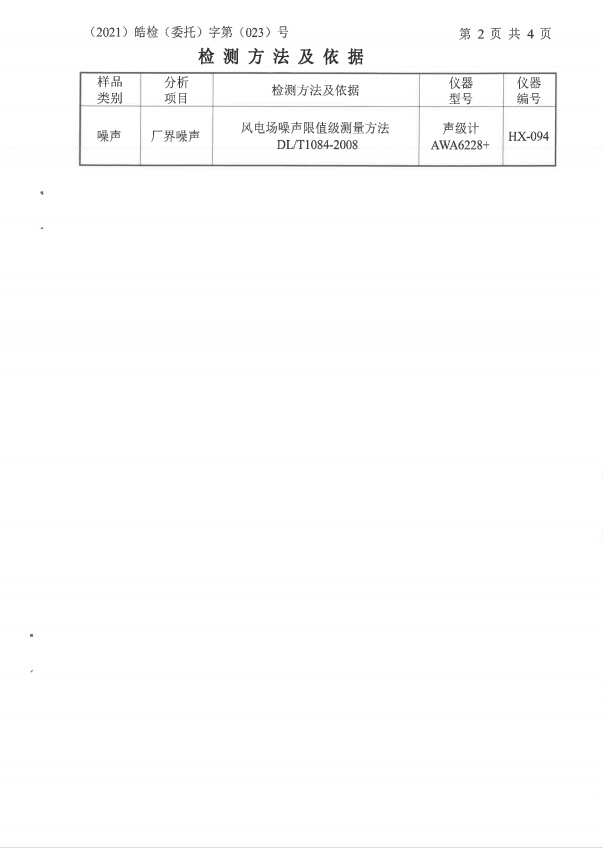 （2021）皓检（委托）字第（023）号
第 2 页 共 4 页
检 测 方 法 及 依 据
样品类别
分析项目
检测方法及依据
仪器型号
仪器编号
噪声
厂界噪声
风电场噪声限值级测量方法
DL/T1084-2008
声级计
AWA6228+
HX-094